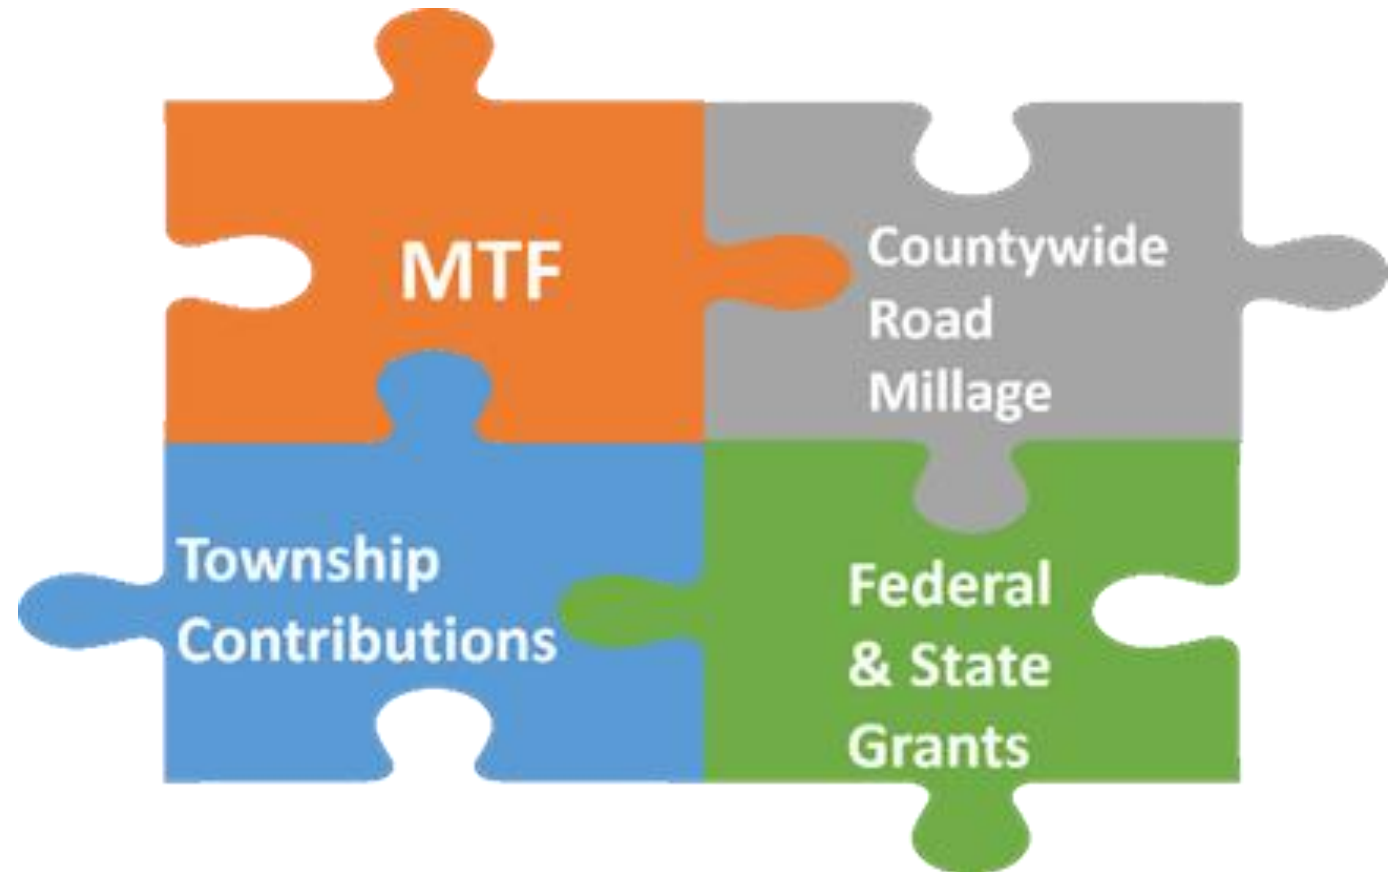 MTF
Countywide
Road
Millage
Township
Contributions
Federal
& State
Grants